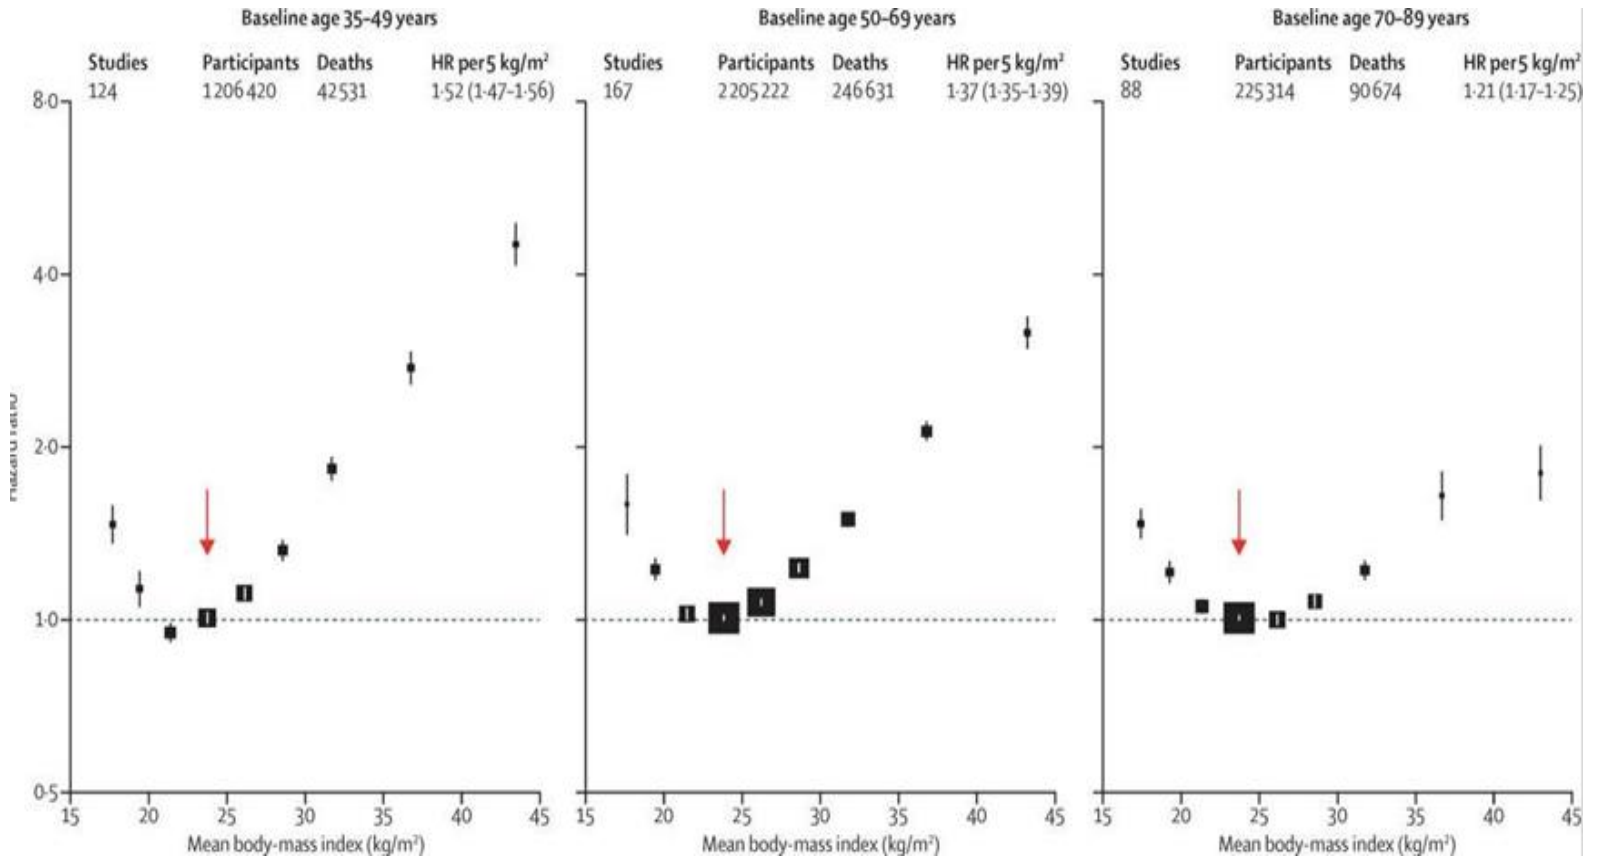 Baseline age 35–49 years
Studies Participants Deaths HR per 5 kg/m²
124 1206420 42531 1·52 (1·47–1·56)
8·0
4·0
2·0
1·0
0·5
15 20 25 30 35 40 45
Mean body-mass index (kg/m²)
Baseline age 50–69 years
Studies Participants Deaths HR per 5 kg/m²
167 2205222 246631 1·37 (1·35–1·39)
15 20 25 30 35 40 45
Mean body-mass index (kg/m²)
Baseline age 70–89 years
Studies Participants Deaths HR per 5 kg/m²
88 225314 90674 1·21 (1·17–1·25)
15 20 25 30 35 40 45
Mean body-mass index (kg/m²)